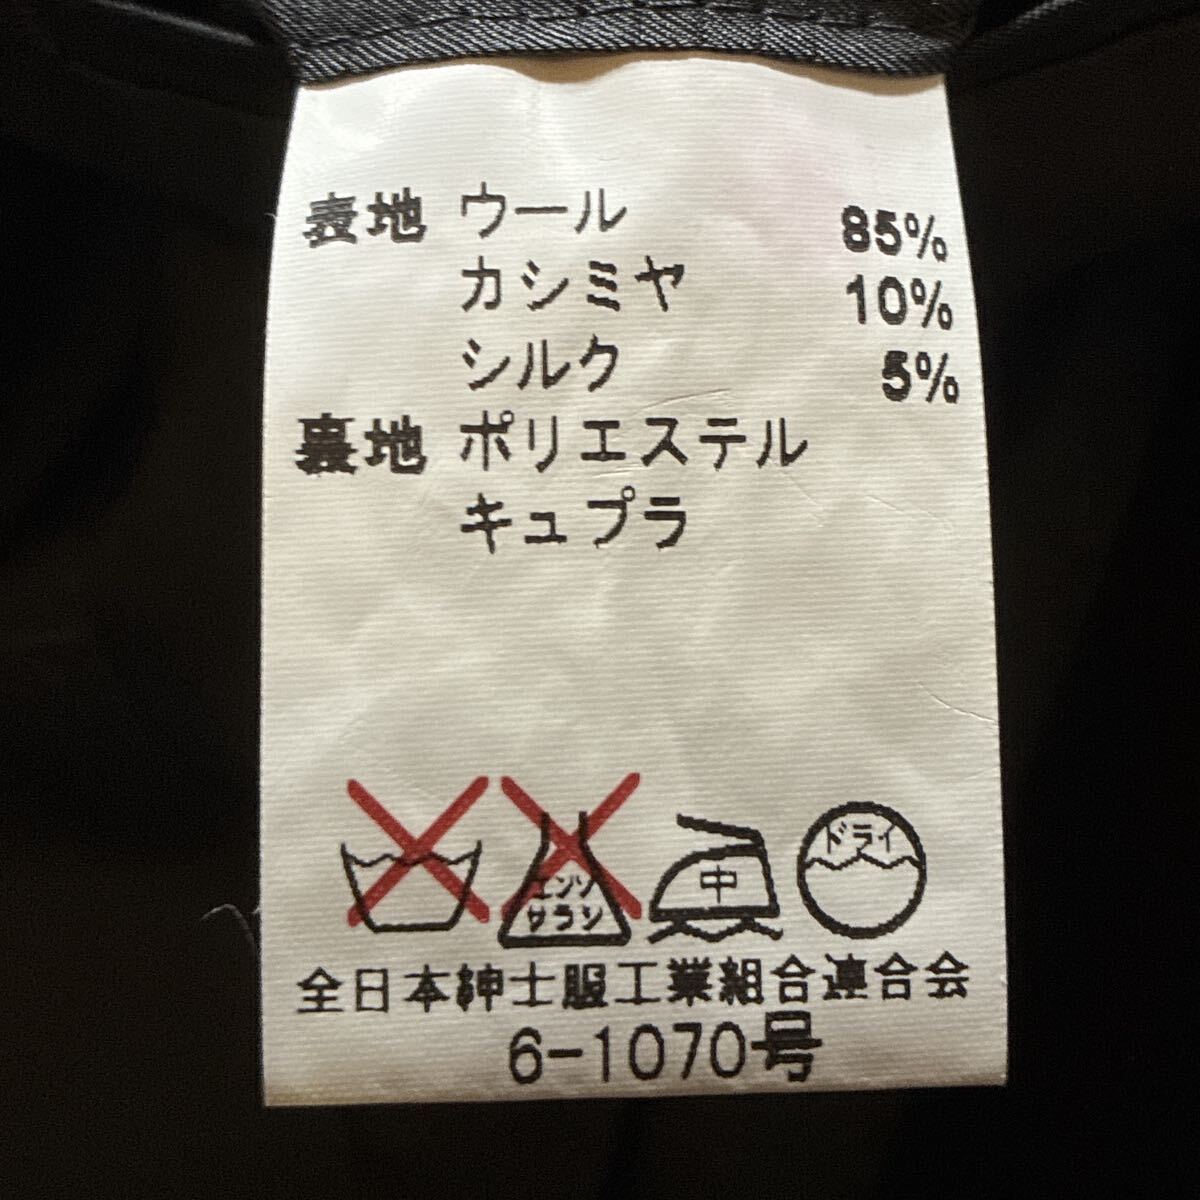 表地 ウール 85%
カシミヤ 10%
シルク 5%
裏地 ポリエステル
キュプラ
エンソ
サラシ
中
ドライ
全日本紳士服工業組合連合会
6-1070号